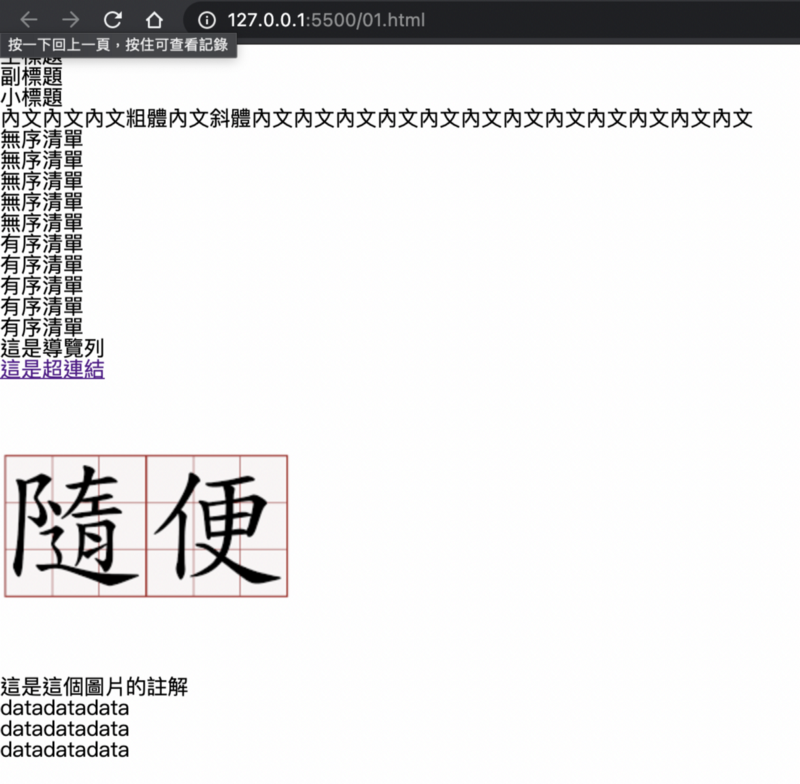 127.0.0.1:5500/01.html
按一下回上一頁，按住可查看記錄
主標題
副標題
小標題
內文內文內文粗體內文斜體內文內文內文內文內文內文內文內文內文內文內文內文
無序清單
無序清單
無序清單
無序清單
無序清單
有序清單
有序清單
有序清單
有序清單
有序清單
這是導覽列
這是超連結
隨便
這是這個圖片的註解
datadatadata
datadatadata
datadatadata